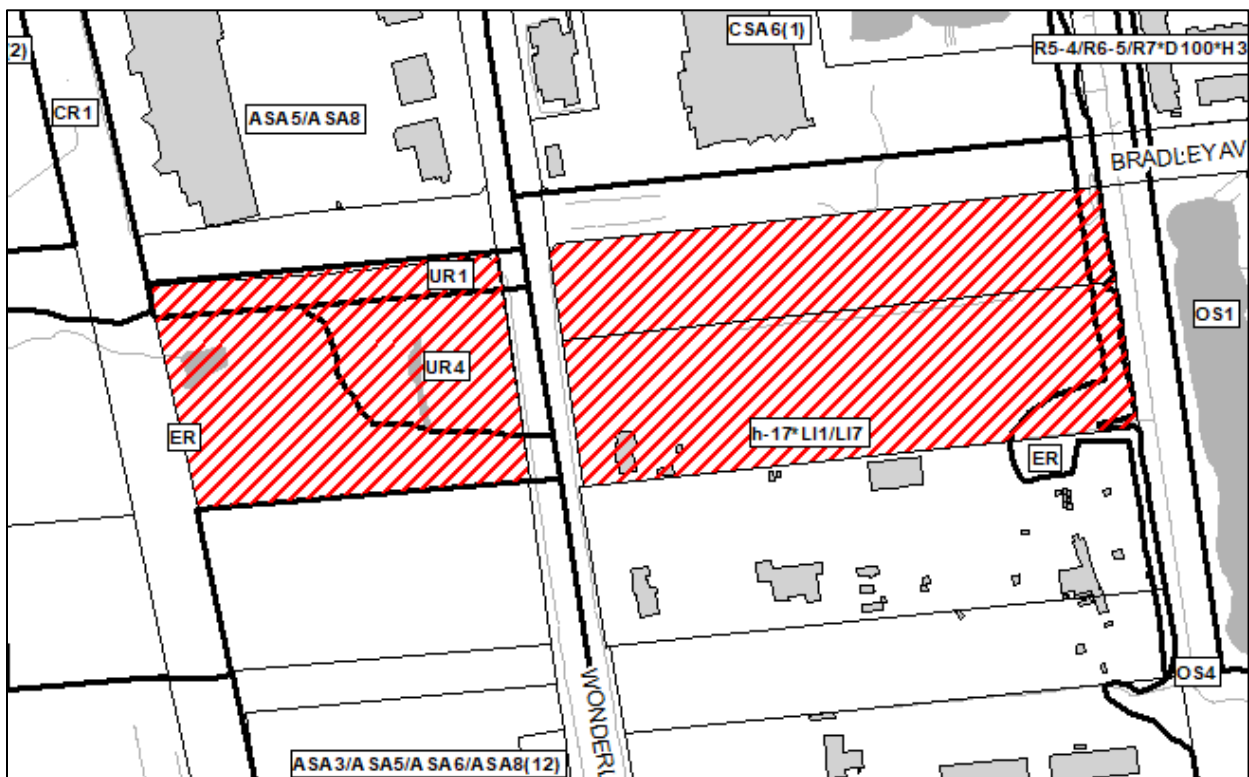 CSA6(1)
2)
R5-4/R6-5/R7*D100*H3
CR1
ASA5/ASA8
BRADLEY AV
UR1
OS1
UR4
ER
h-17*LI1/LI7
ER
OS4
WONDERL
ASA3/ASA5/ASA6/ASA8(12)